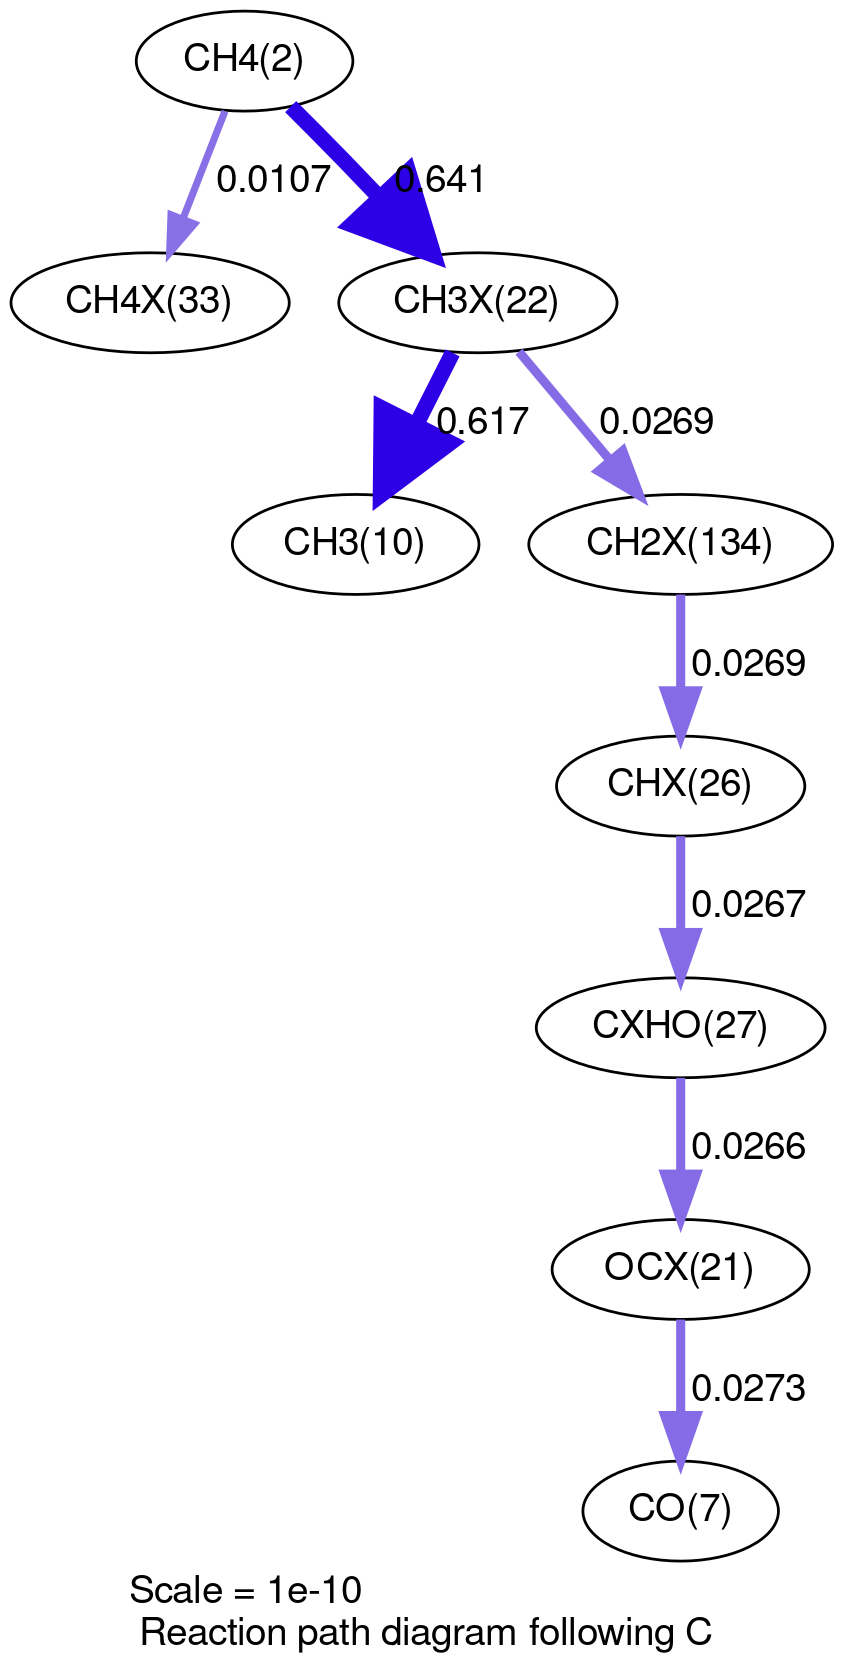 CH4(2)
0.0107
0.641
CH4X(33)
CH3X(22)
0.617
0.0269
CH3(10)
CH2X(134)
0.0269
CHX(26)
0.0267
CXHO(27)
0.0266
OCX(21)
0.0273
CO(7)
Scale = 1e-10
Reaction path diagram following C